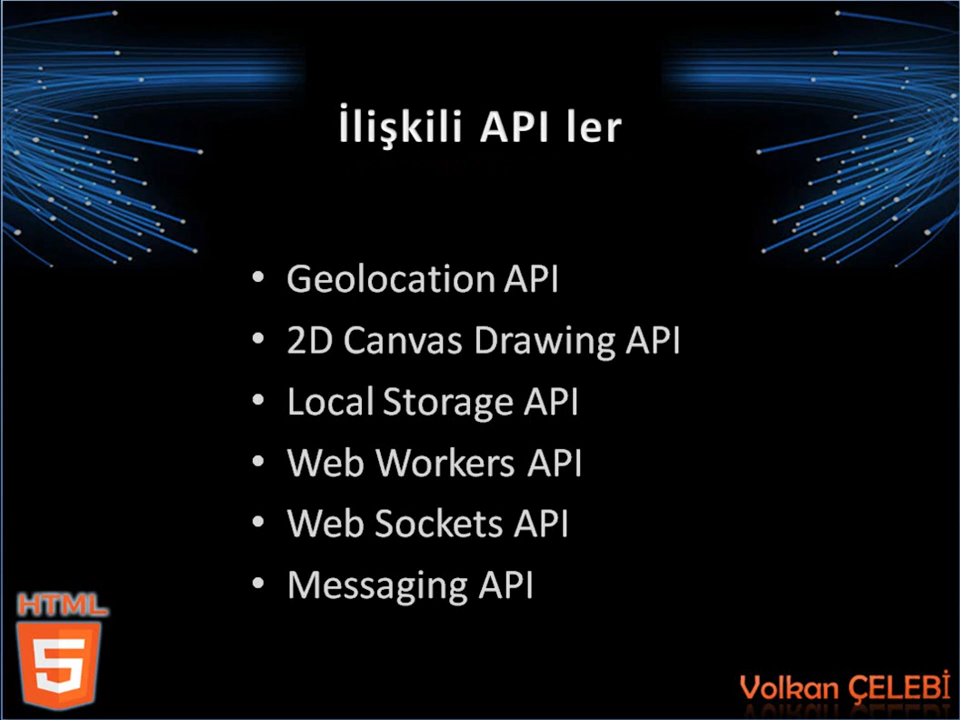 İlişkili API ler
• Geolocation API
• 2D Canvas Drawing API
• Local Storage API
• Web Workers API
• Web Sockets API
• Messaging API
HTML
5
Volkan ÇELEBİ